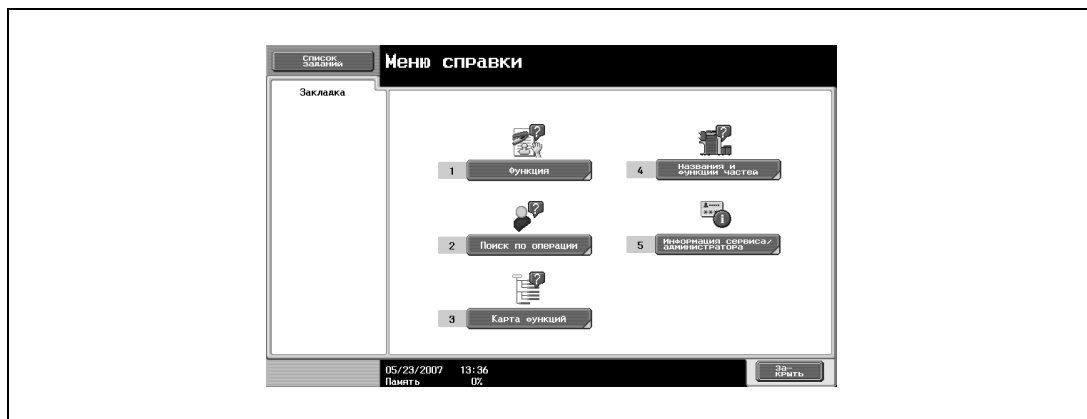 Список
заданий
Меню справки
Закладка
1 Функция
4 Названия и
функции частей
2 Поиск по операции
5 Информация сервиса/
администратора
3 Карта функций
05/23/2007 13:36
Память 0%
За-
крыть